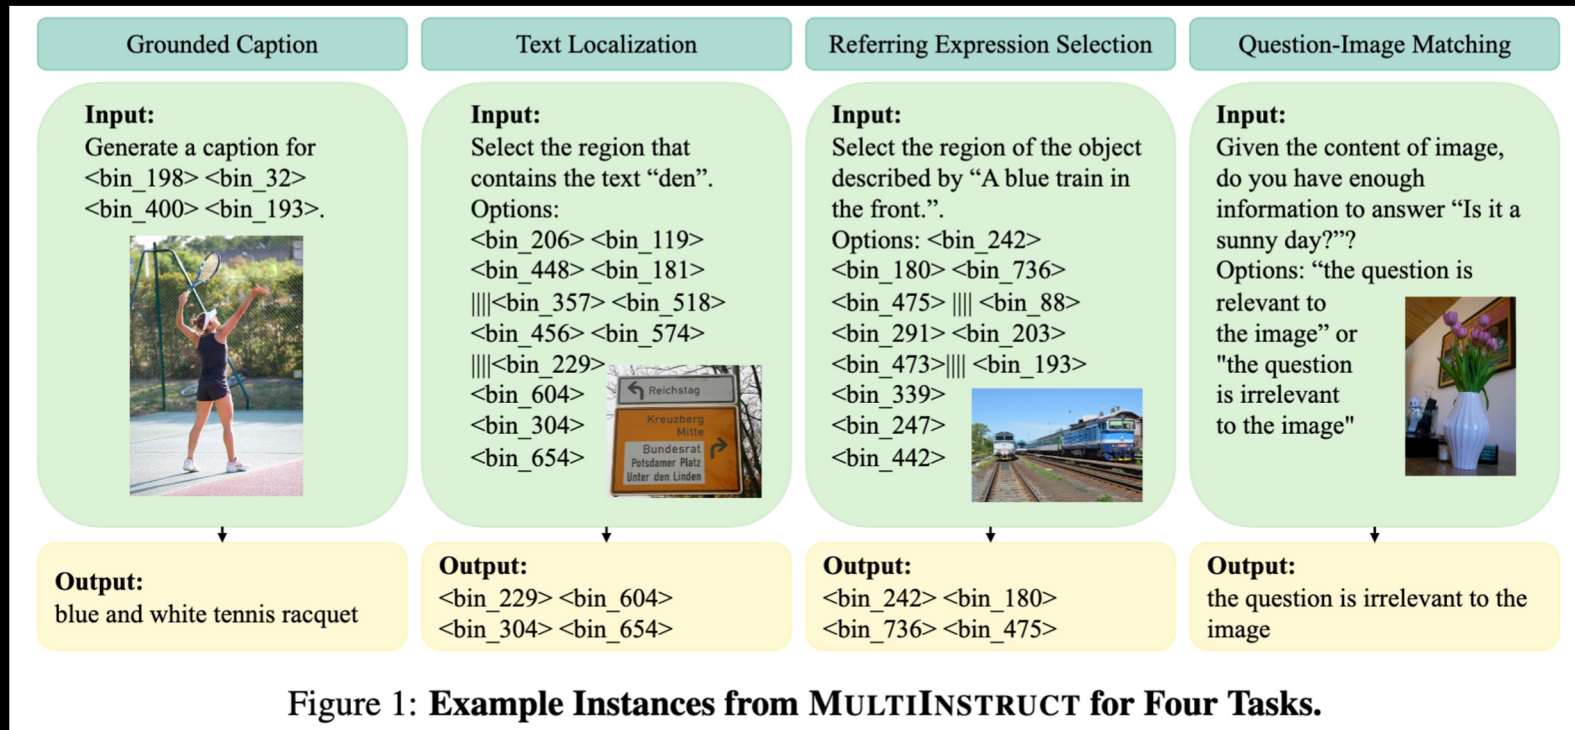 Grounded Caption
Input:
Generate a caption for
<bin_198> <bin_32>
<bin_400> <bin_193>.
Output:
blue and white tennis racquet
Text Localization
Input:
Select the region that
contains the text “den”.
Options:
<bin_206> <bin_119>
<bin_448> <bin_181>
||||<bin_357> <bin_518>
<bin_456> <bin_574>
||||<bin_229>
<bin_604>
<bin_304>
<bin_654>
Reichstag
Kreuzberg
Mitte
Bundesrat
Potsdamer Platz
Unter den Linden
Output:
<bin_229> <bin_604>
<bin_304> <bin_654>
Referring Expression Selection
Input:
Select the region of the object
described by “A blue train in
the front.”.
Options: <bin_242>
<bin_180> <bin_736>
<bin_475> |||| <bin_88>
<bin_291> <bin_203>
<bin_473>|||| <bin_193>
<bin_339>
<bin_247>
<bin_442>
Output:
<bin_242> <bin_180>
<bin_736> <bin_475>
Question-Image Matching
Input:
Given the content of image,
do you have enough
information to answer “Is it a
sunny day?”?
Options: “the question is
relevant to
the image” or
"the question
is irrelevant
to the image"
Output:
the question is irrelevant to the
image
Figure 1: Example Instances from MULTIINSTRUCT for Four Tasks.